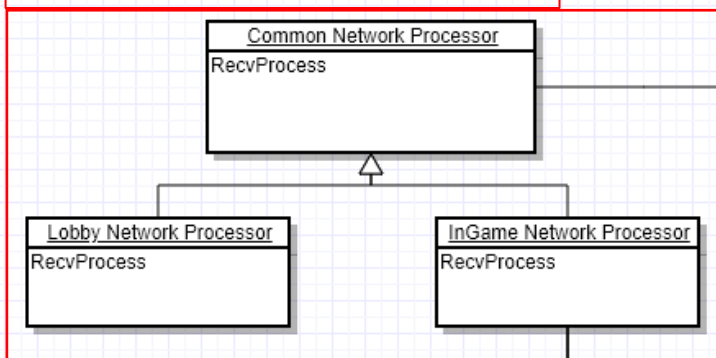 Common Network Processor
RecvProcess
Lobby Network Processor
RecvProcess
InGame Network Processor
RecvProcess